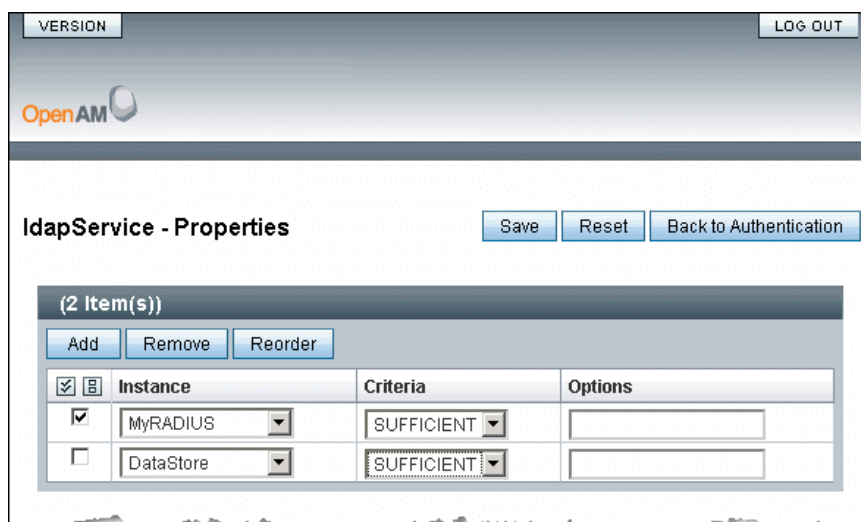 VERSION LOG OUT
OpenAM
ldapService - Properties Save Reset Back to Authentication
(2 Item(s))
Add Remove Reorder
Instance Criteria Options
MyRADIUS SUFFICIENT
DataStore SUFFICIENT